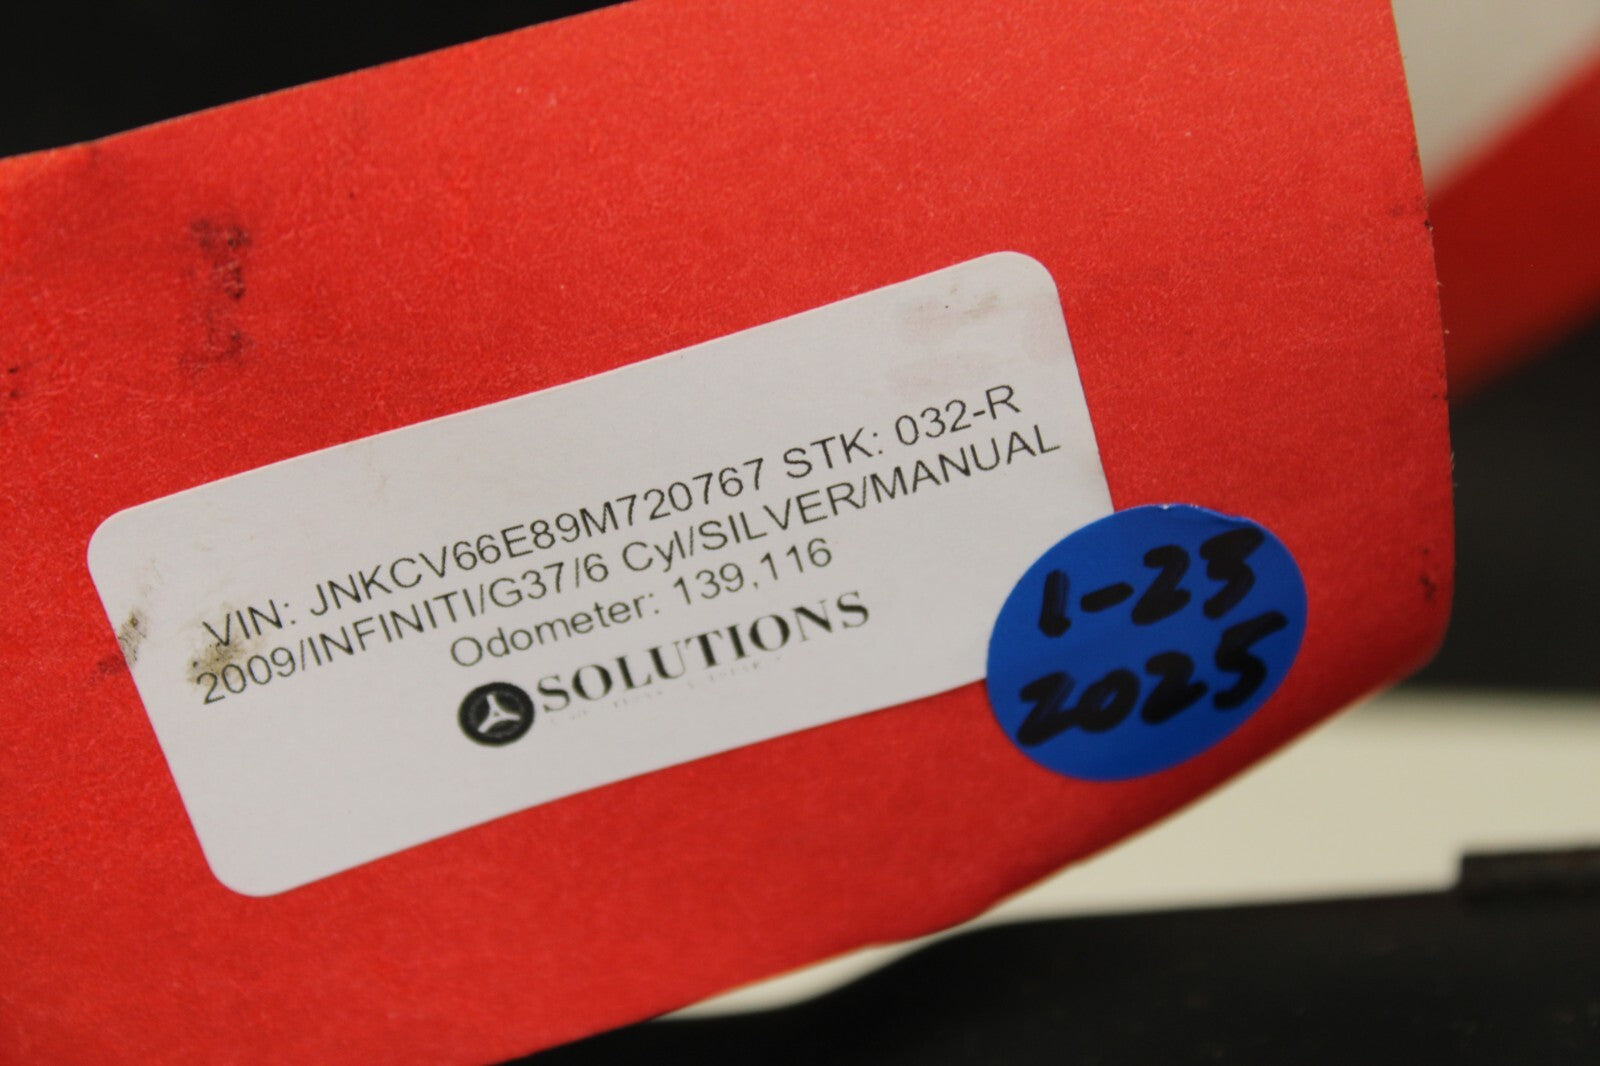 VIN: JNKCV66E89M720767 STK: 032-R
2009/INFINITI/G37/6 Cyl/SILVER/MANUAL
Odometer: 139,116
SOLUTIONS
1-23
2025